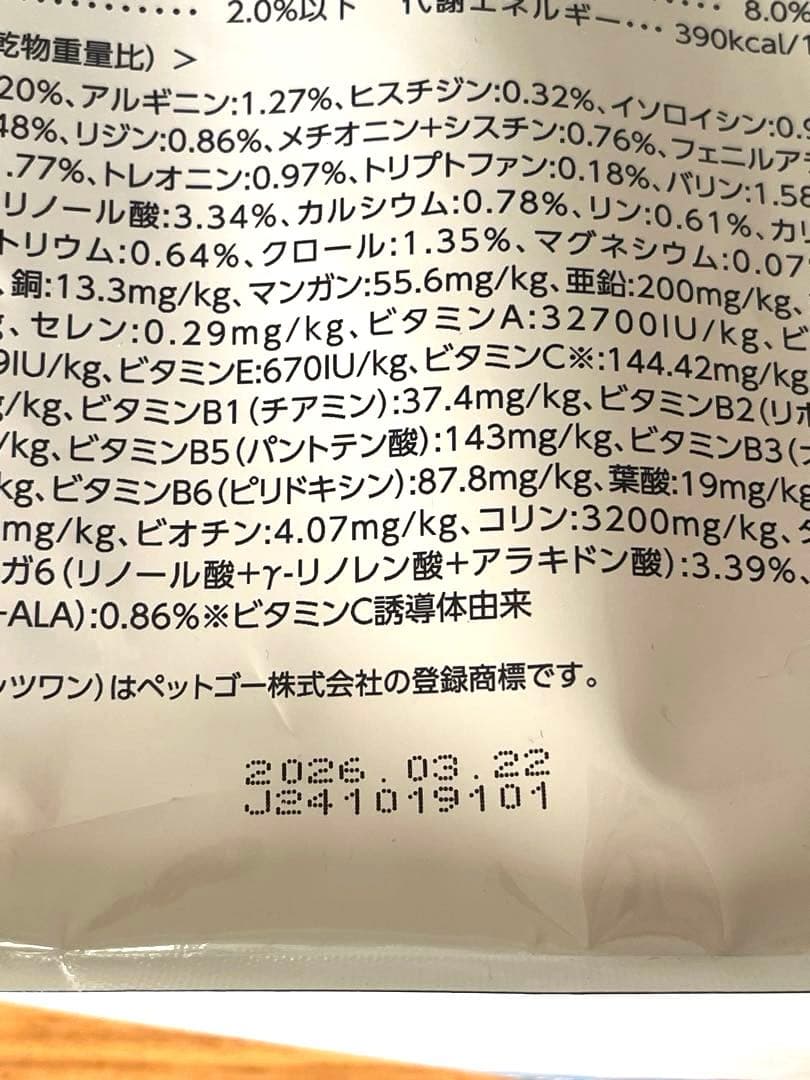 2.0%以下 代謝エネルギー… 390kcal/1
乾物重量比) >
20%、アルギニン:1.27%、ヒスチジン:0.32%、イソロイシン:0.9
48%、リジン:0.86%、メチオニン+シスチン:0.76%、フェニルア
.77%、トレオニン:0.97%、トリプトファン:0.18%、バリン:1.58
リノール酸:3.34%、カルシウム:0.78%、リン:0.61%、カリ
トリウム:0.64%、クロール:1.35%、マグネシウム:0.07
、銅:13.3mg/kg、マンガン:55.6mg/kg、亜鉛:200mg/kg、
、セレン:0.29mg/kg、ビタミンA:32700IU/kg、ビ
9IU/kg、ビタミンE:670IU/kg、ビタミンC※:144.42mg/kg
g/kg、ビタミンB1(チアミン):37.4mg/kg、ビタミンB2(リボ
/kg、ビタミンB5(パントテン酸):143mg/kg、ビタミンB3(
kg、ビタミンB6(ピリドキシン):87.8mg/kg、葉酸:19mg/kg
mg/kg、ビオチン:4.07mg/kg、コリン:3200mg/kg、
ガ6(リノール酸+γ-リノレン酸+アラキドン酸):3.39%、
-ALA):0.86%※ビタミンC誘導体由来
ッツワン)はペットゴー株式会社の登録商標です。
2026.03.22
J241019101